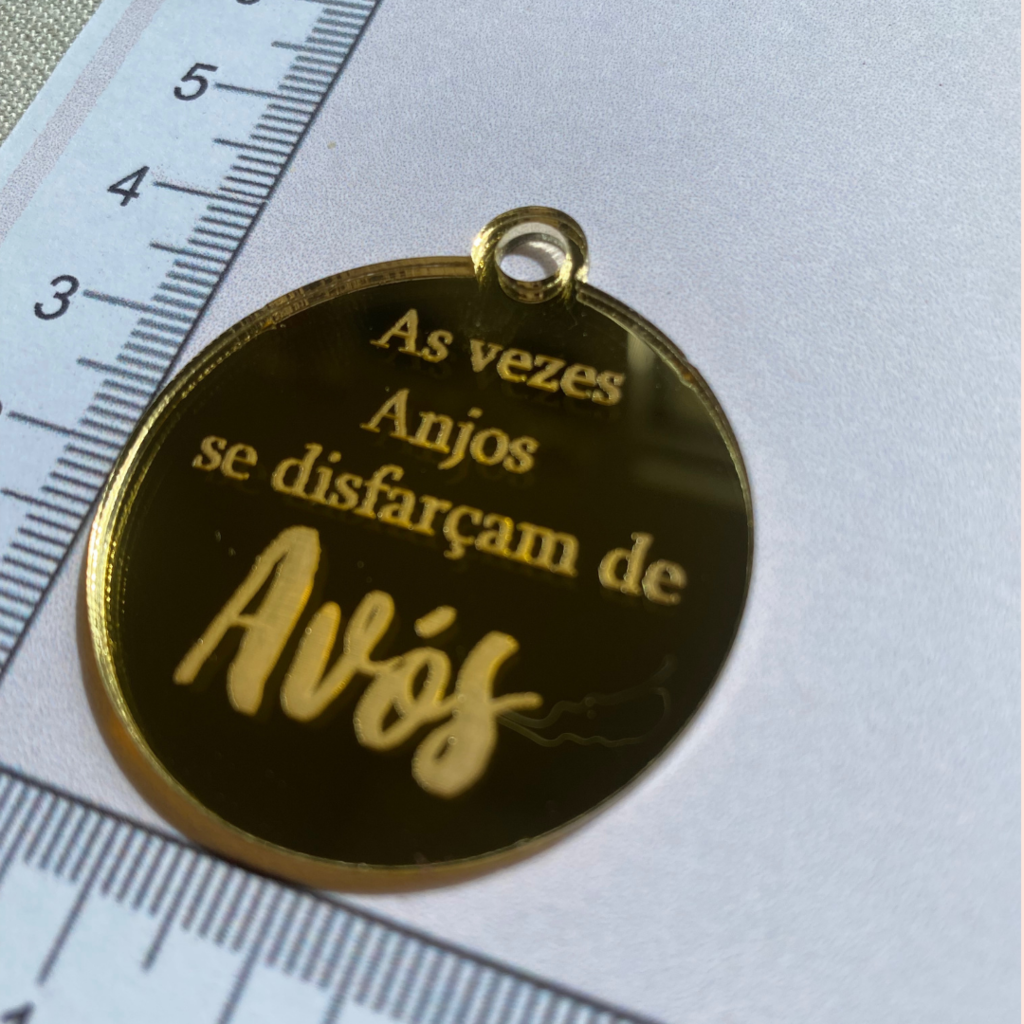 5
4
3
As vezes
Anjos
se disfarçam de
Avós